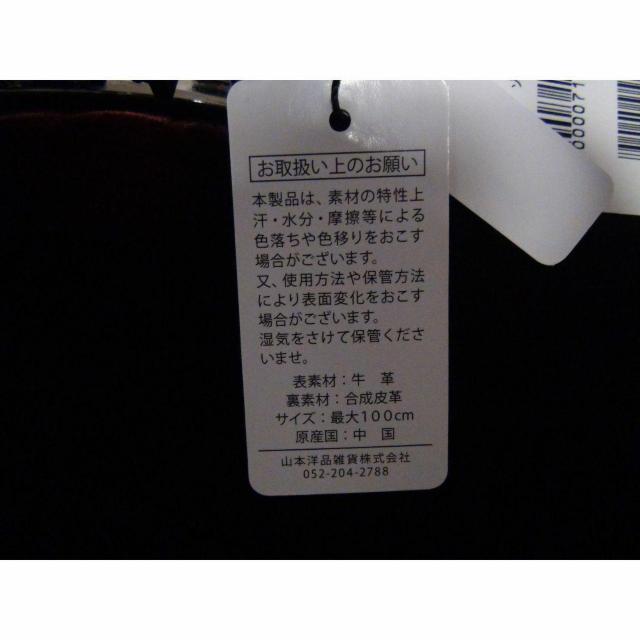 お取扱い上のお願い
本製品は、素材の特性上
汗・水分・摩擦等による
色落ちや色移りをおこす
場合がございます。
又、使用方法や保管方法
により表面変化をおこす
場合がございます。
湿気をさけて保管くださ
いませ。
表素材：牛　革
裏素材：合成皮革
サイズ：最大100cm
原産国：中　国
山本洋品雑貨株式会社
052-204-2788